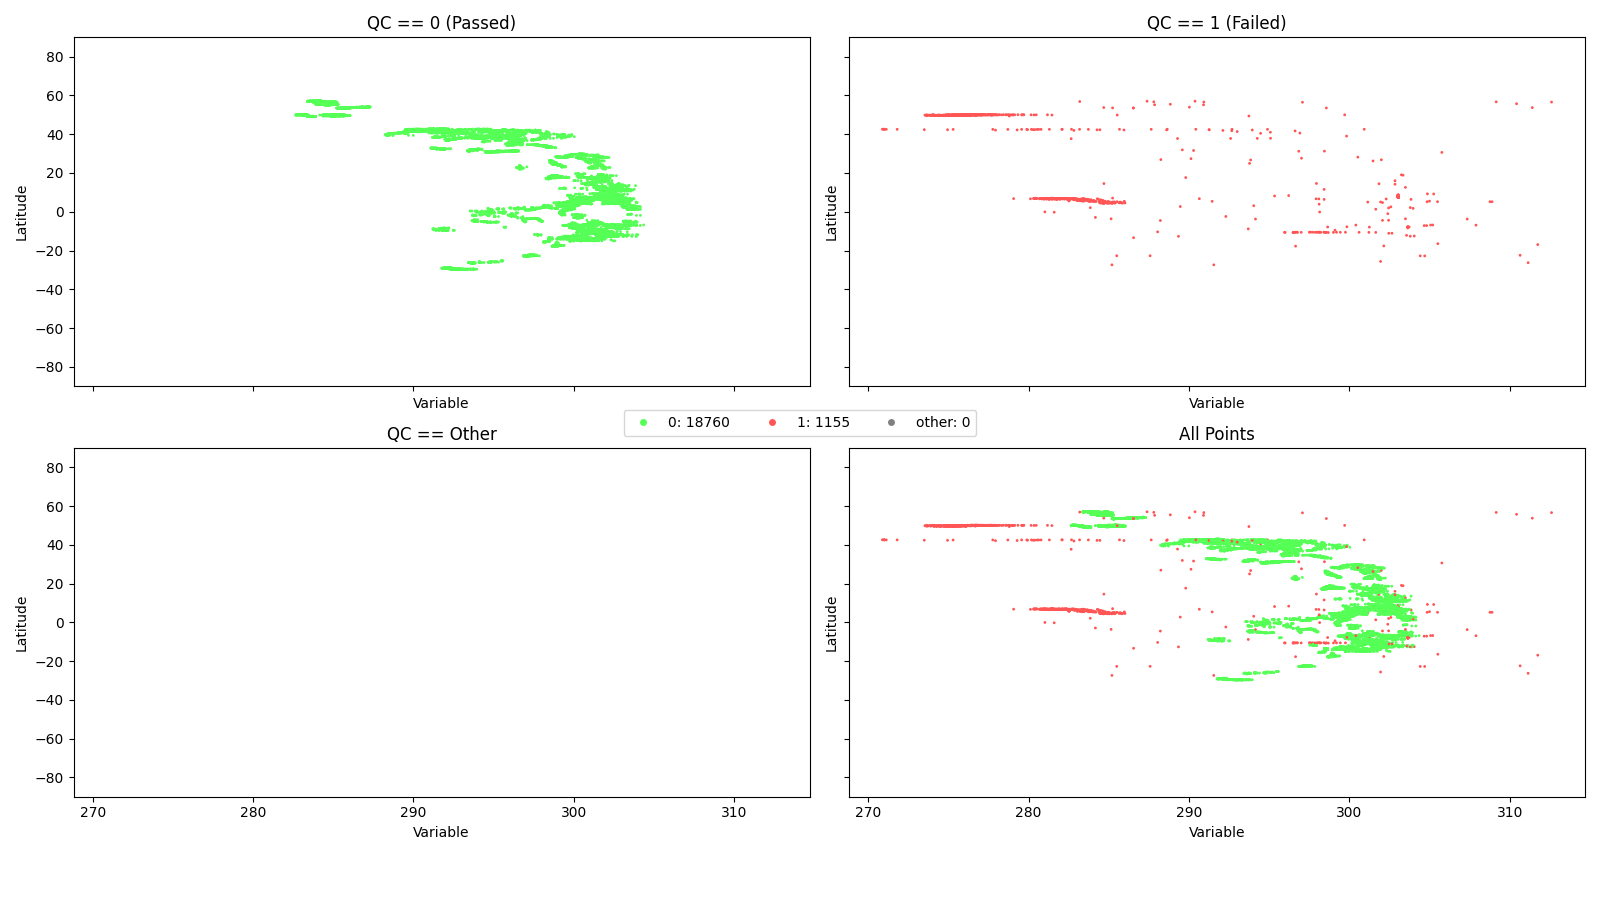 QC == 0 (Passed)
QC == 1 (Failed)
80
60
40
20
0
−20
−40
−60
−80
Latitude
Latitude
Variable
Variable
0: 18760
1: 1155
other: 0
QC == Other
All Points
80
60
40
20
0
−20
−40
−60
−80
Latitude
Latitude
270
280
290
300
310
270
280
290
300
310
Variable
Variable